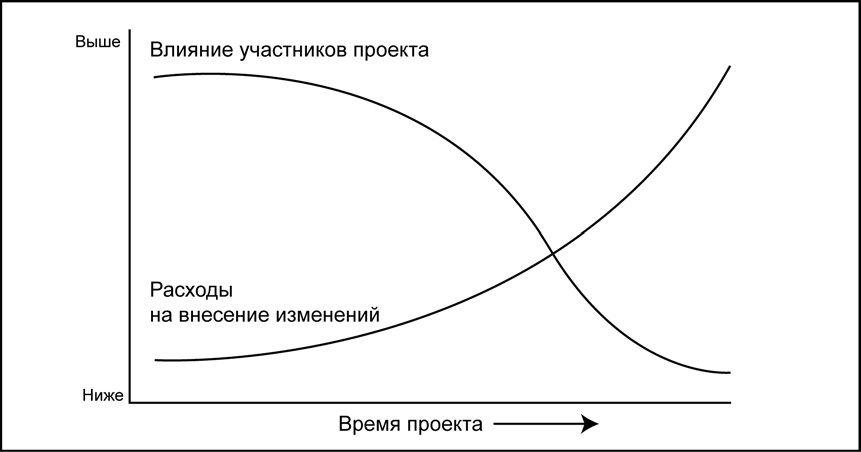 Выше
Влияние участников проекта
Расходы
на внесение изменений
Ниже
Время проекта